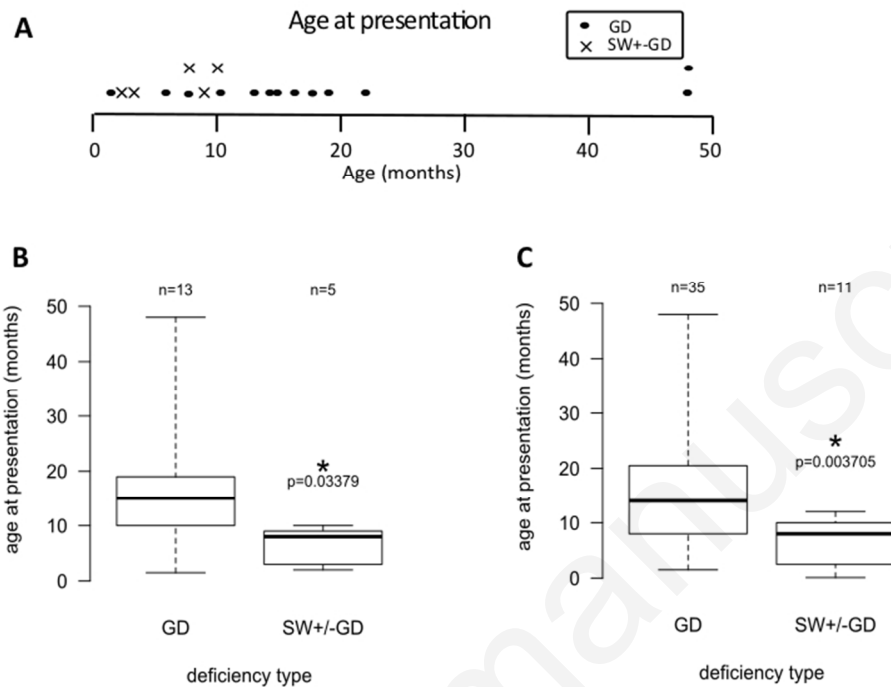 A
Age at presentation
GD
SW+-GD
0 10 20 30 40 50
Age (months)
B
n=13 n=5
age at presentation (months)
50
40
30
20
10
0
*
p=0.03379
GD SW+/-GD
deficiency type
C
n=35 n=11
age at presentation (months)
50
40
30
20
10
0
*
p=0.003705
GD SW+/-GD
deficiency type
manusc